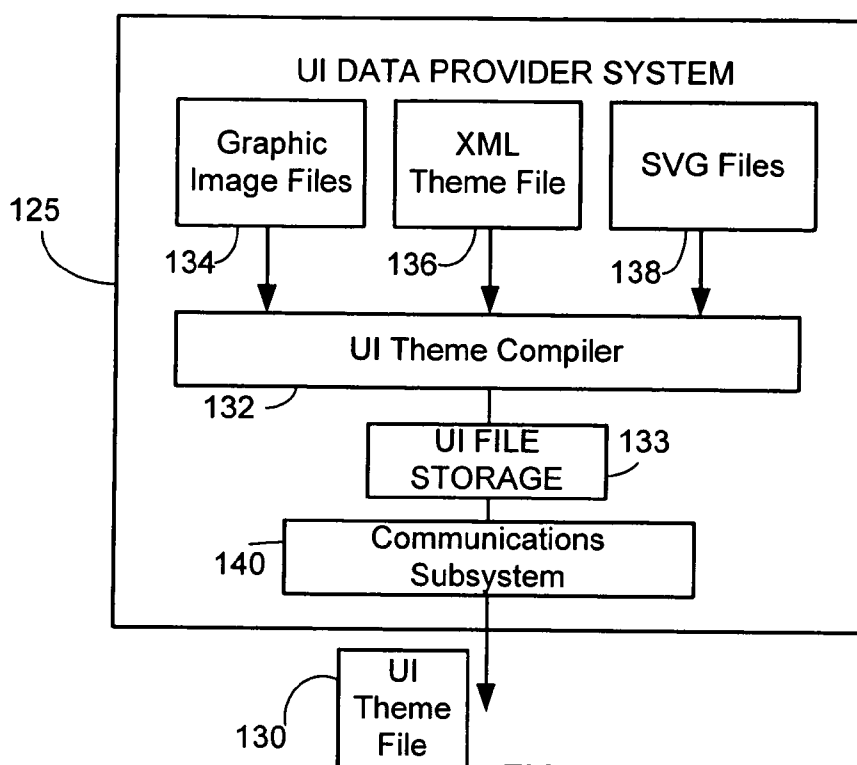 UI DATA PROVIDER SYSTEM
Graphic
Image Files
XML
Theme File
SVG Files
125
134
136
138
UI Theme Compiler
132
UI FILE
STORAGE
133
Communications
Subsystem
140
UI
Theme
File
130